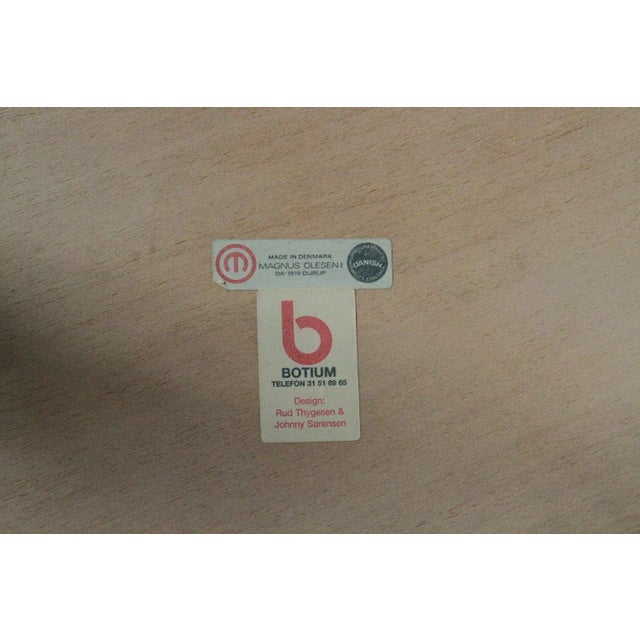 MADE IN DENMARK
MAGNUS OLESEN A/S
DK-7870 DURUP
DANISH
b
BOTIUM
TELEFON 31 51 69 65
Design:
Rud Thygesen &
Johnny Sørensen